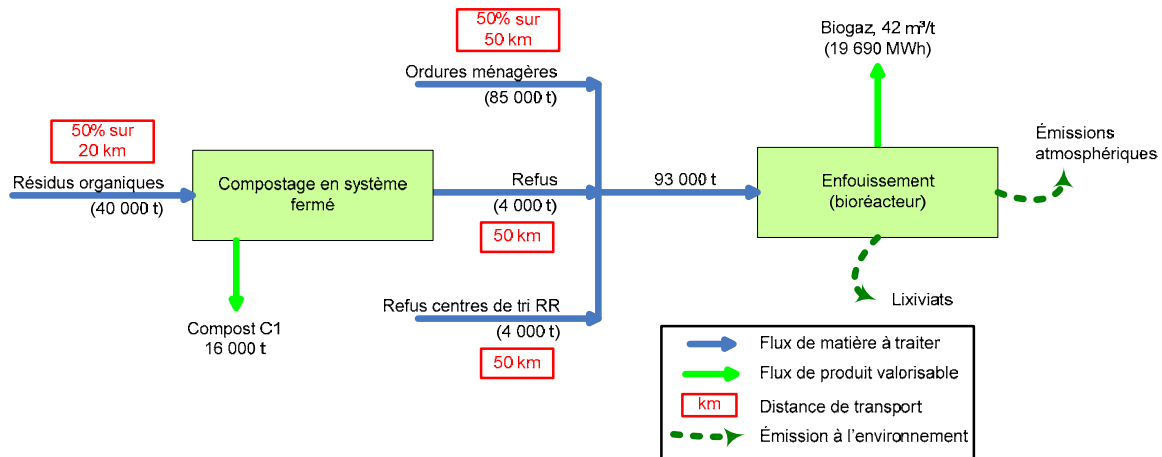 50% sur
50 km
Ordures ménagères
(85 000 t)
Biogaz, 42 m³/t
(19 690 MWh)
50% sur
20 km
Résidus organiques
(40 000 t)
Compostage en système
fermé
Refus
(4 000 t)
50 km
93 000 t
Enfouissement
(bioréacteur)
Émissions
atmosphériques
Lixiviats
Compost C1
16 000 t
Refus centres de tri RR
(4 000 t)
50 km
Flux de matière à traiter
Flux de produit valorisable
km
Distance de transport
Émission à l'environnement